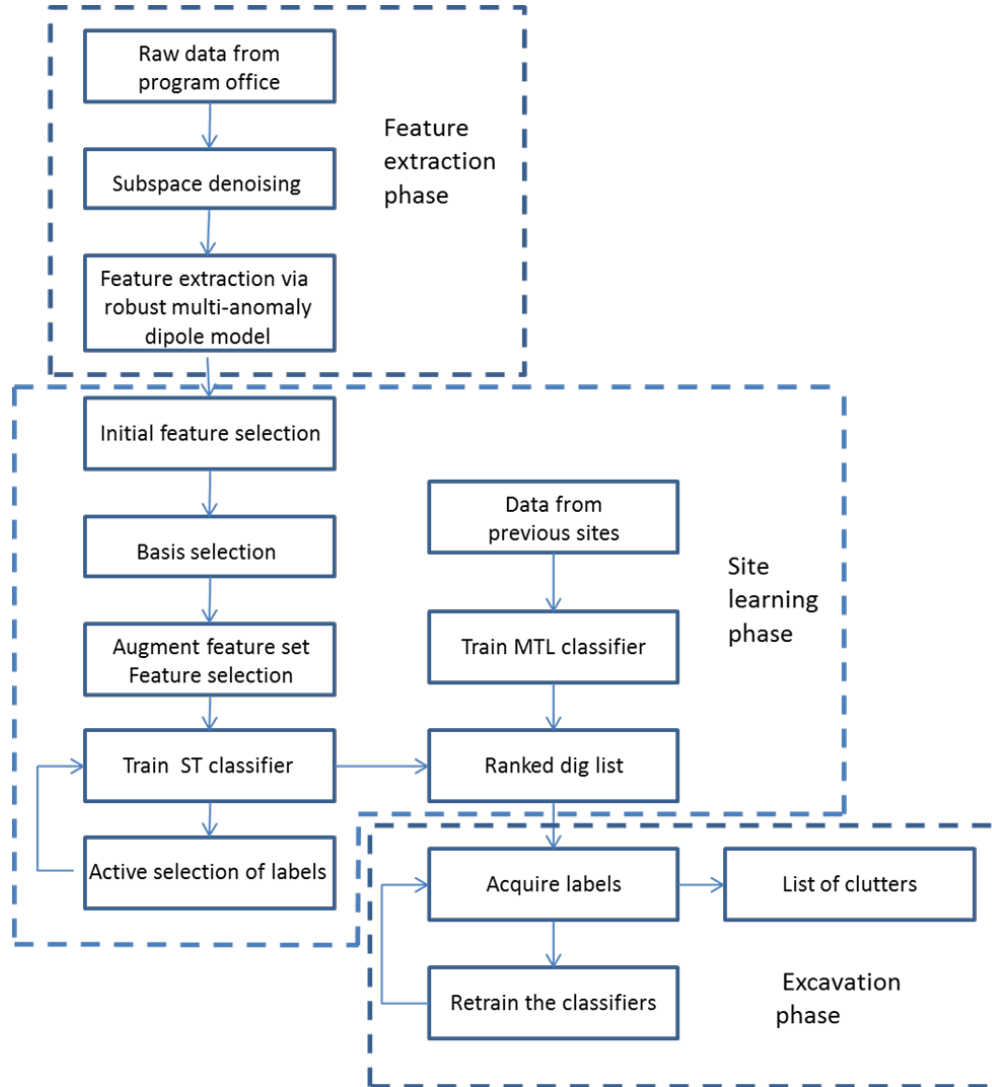 Raw data from
program office
Feature
extraction
phase
Subspace denoising
Feature extraction via
robust multi-anomaly
dipole model
Initial feature selection
Data from
previous sites
Basis selection
Site
learning
phase
Augment feature set
Feature selection
Train MTL classifier
Train ST classifier
Ranked dig list
Active selection of labels
Acquire labels
List of clutters
Retrain the classifiers
Excavation
phase